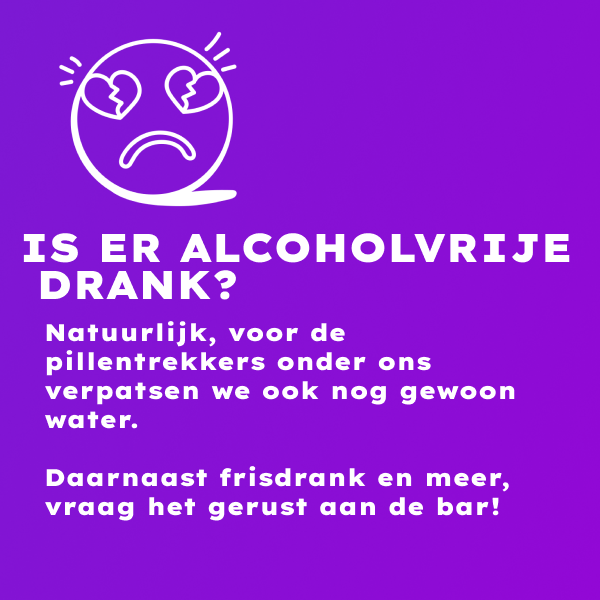 IS ER ALCOHOLVRIJE
DRANK?
Natuurlijk, voor de
pillentrekkers onder ons
verpatsen we ook nog gewoon
water.
Daarnaast frisdrank en meer,
vraag het gerust aan de bar!